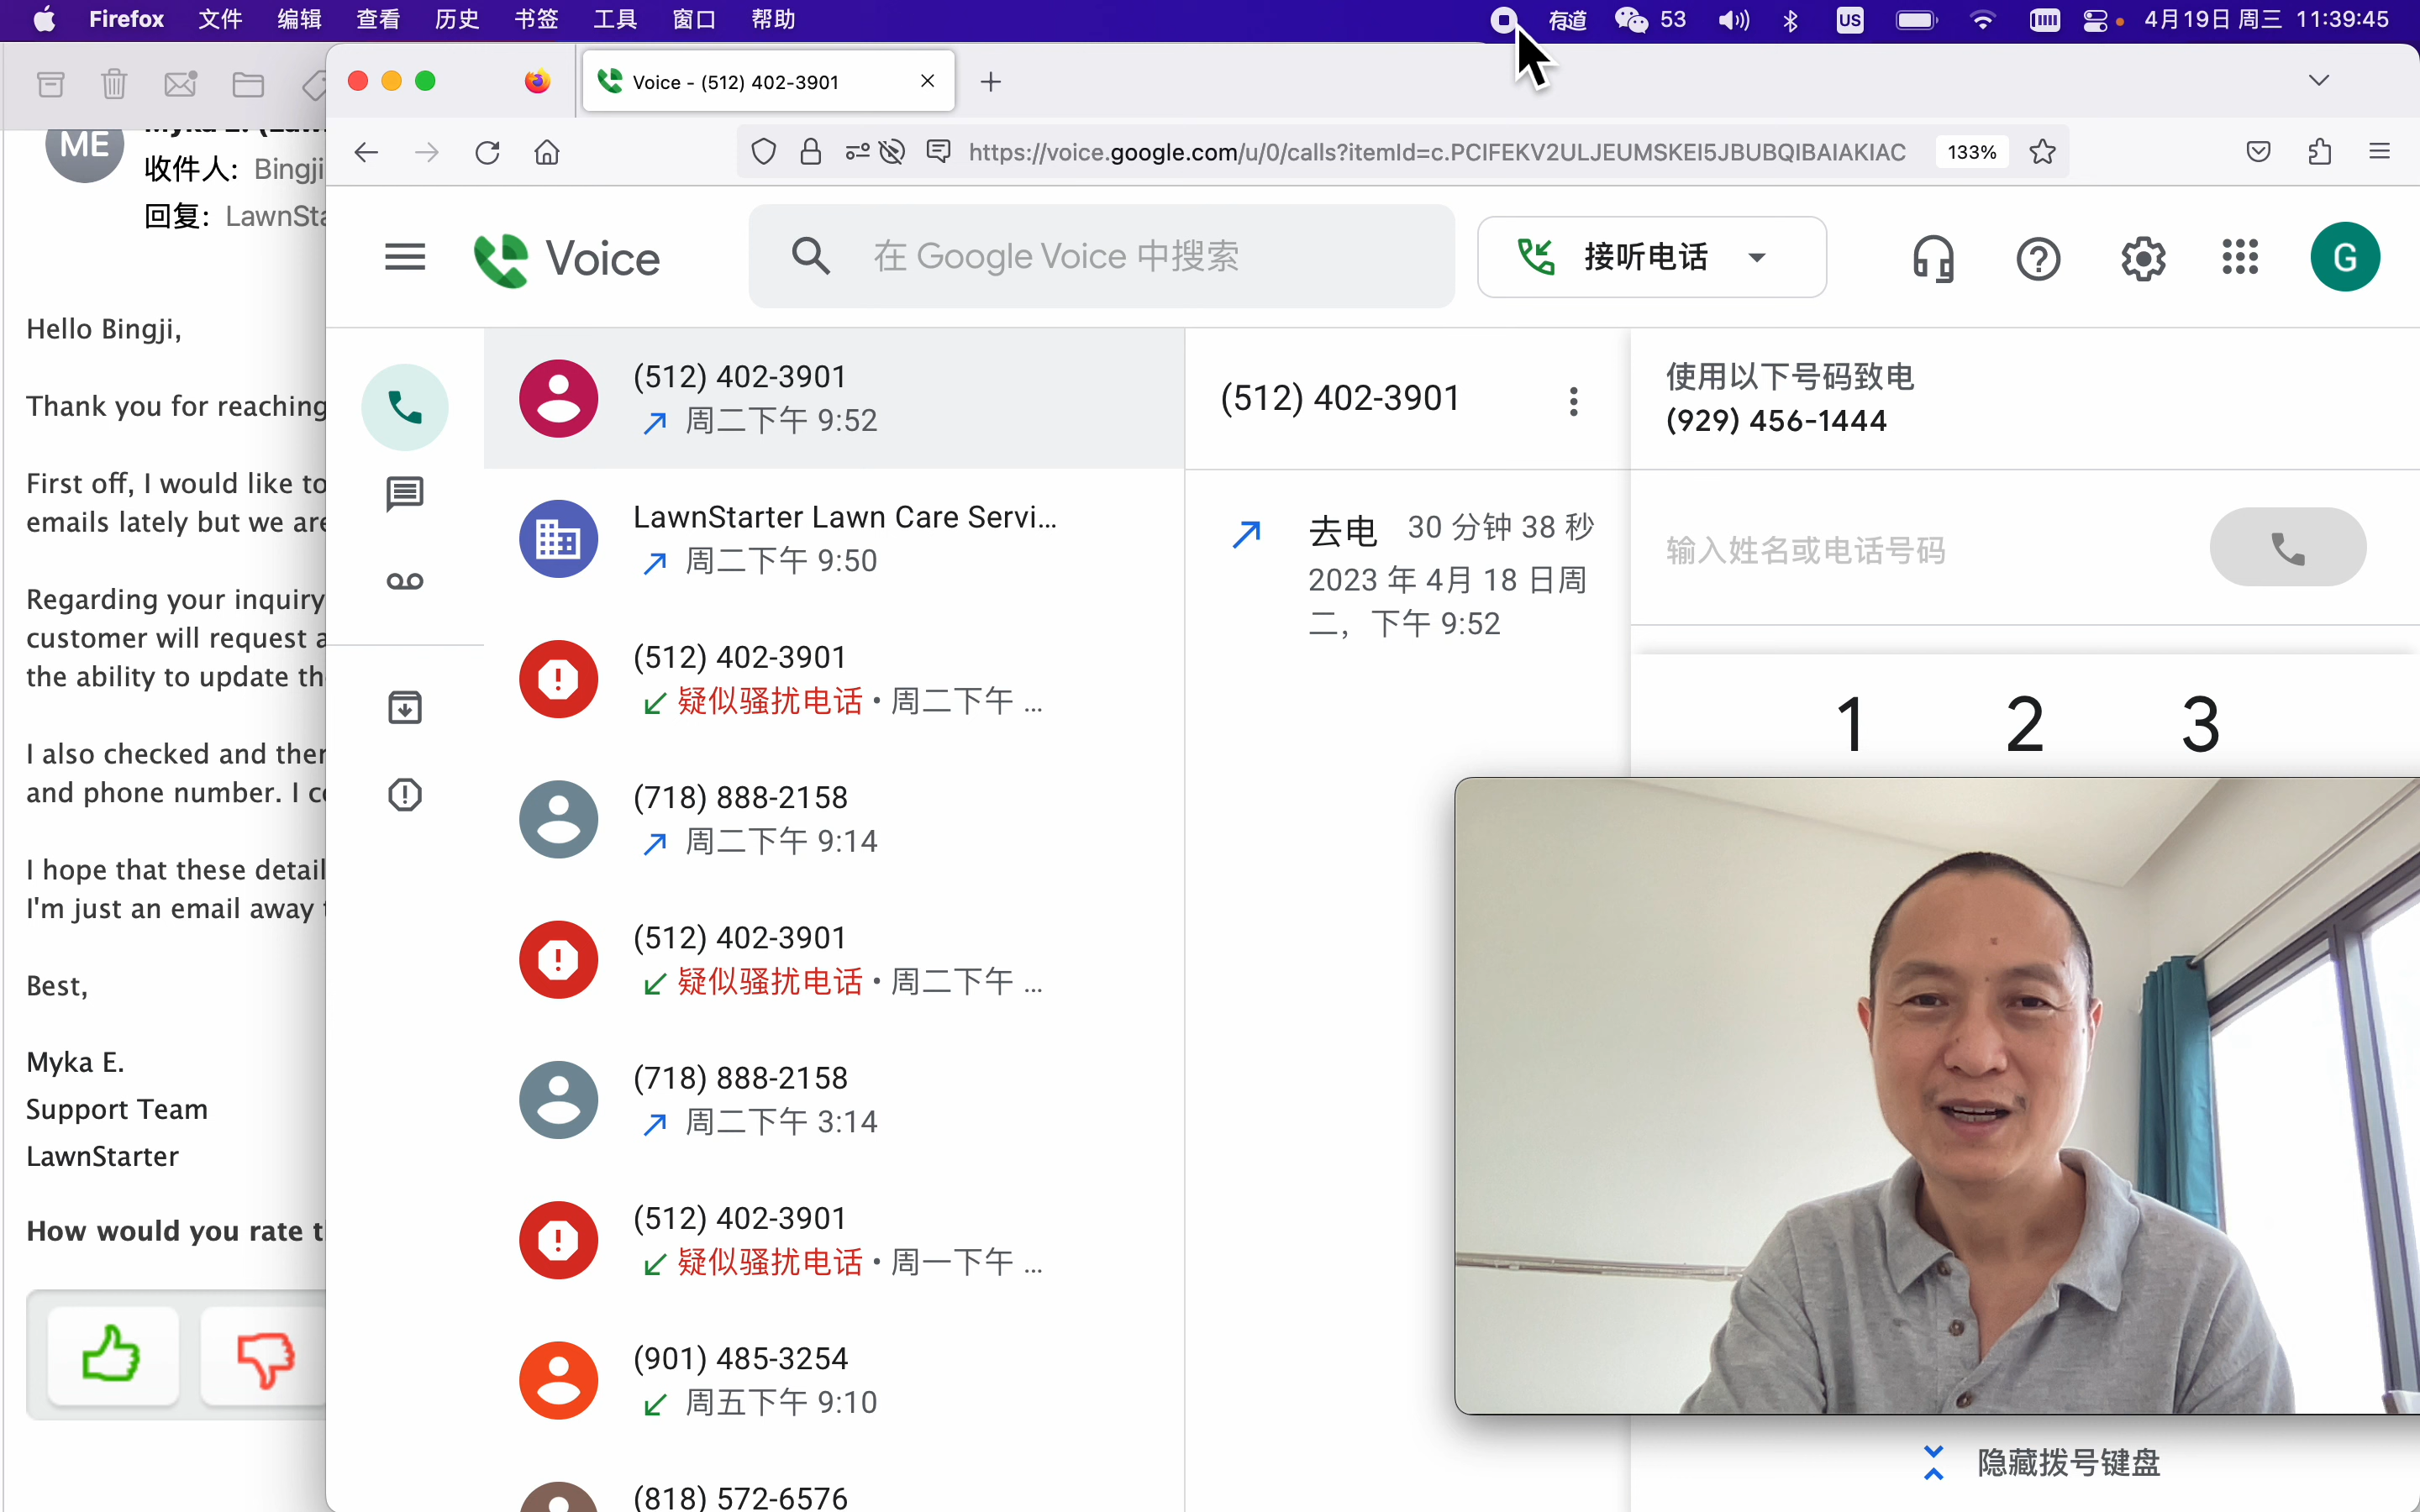 Firefox 文件 编辑 查看 历史 书签 工具 窗口 帮助
有道 53 US 4月19日 周三 11:39:45
Voice - (512) 402-3901
https://voice.google.com/u/0/calls?itemId=c.PCIFEKV2ULJEUMSKEI5JBUBQIBAIAKIAC 133%
ME
收件人: Bingji
回复: LawnSta
Hello Bingji,
Thank you for reaching
First off, I would like to
emails lately but we are
Regarding your inquiry
customer will request a
the ability to update th
I also checked and ther
and phone number. I co
I hope that these detail
I'm just an email away
Best,
Myka E.
Support Team
LawnStarter
How would you rate t
Voice
在 Google Voice 中搜索
接听电话
G
(512) 402-3901
周二下午 9:52
LawnStarter Lawn Care Servi...
周二下午 9:50
(512) 402-3901
疑似骚扰电话 • 周二下午 ...
(718) 888-2158
周二下午 9:14
(512) 402-3901
疑似骚扰电话 • 周二下午 ...
(718) 888-2158
周二下午 3:14
(512) 402-3901
疑似骚扰电话 • 周一下午 ...
(901) 485-3254
周五下午 9:10
(818) 572-6576
(512) 402-3901
去电 30 分钟 38 秒
2023 年 4月 18 日周
二，下午 9:52
使用以下号码致电
(929) 456-1444
输入姓名或电话号码
1 2 3
隐藏拨号键盘